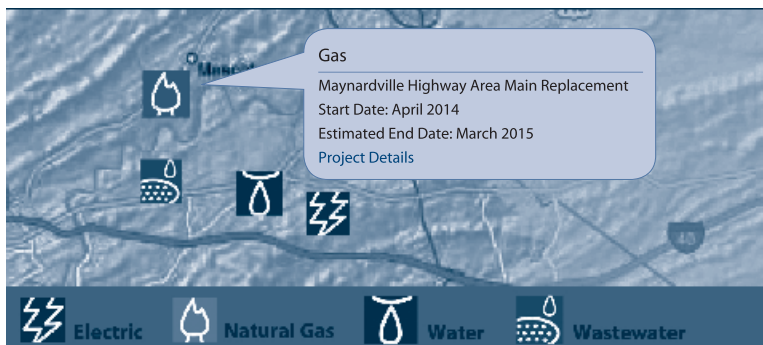 Gas
Maynardville Highway Area Main Replacement
Start Date: April 2014
Estimated End Date: March 2015
Project Details
Electric
Natural Gas
Water
Wastewater